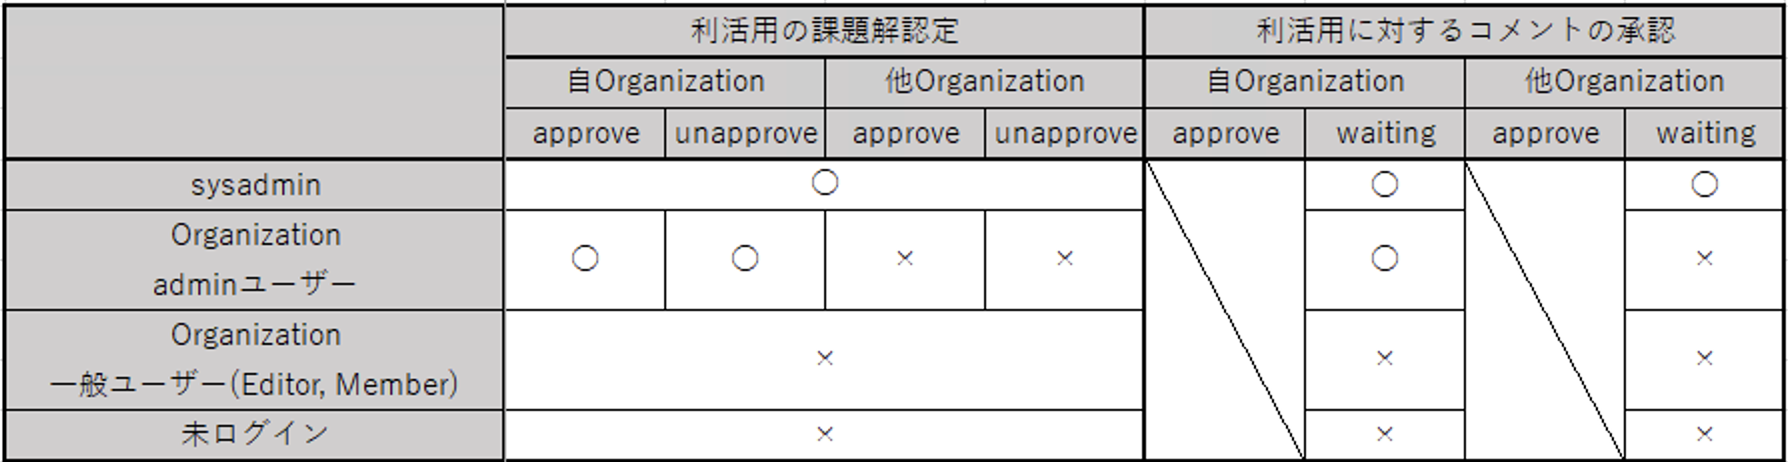 利活用の課題解認定 利活用に対するコメントの承認
自Organization 他Organization 自Organization 他Organization
approve unapprove approve unapprove approve waiting approve waiting
sysadmin ○ ○ ○
Organization
adminユーザー ○ ○ × × ○ ×
Organization
一般ユーザー(Editor, Member) × × ×
未ログイン × × ×